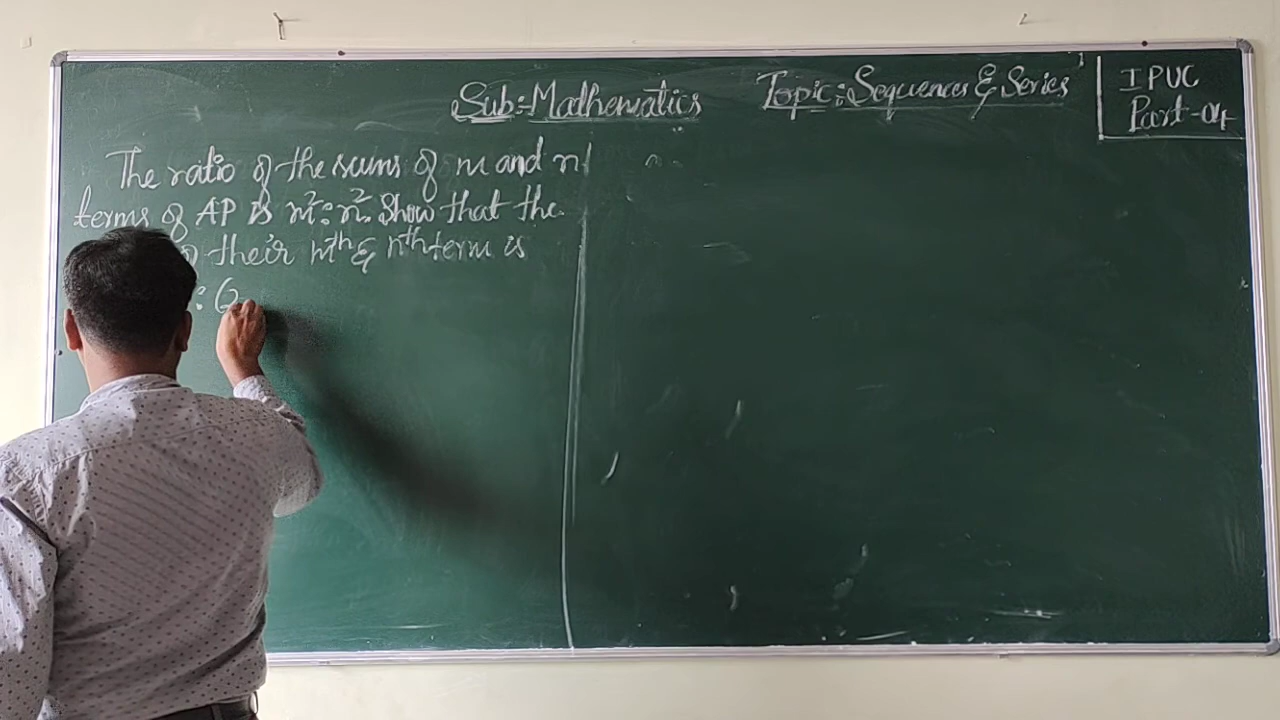 Sub:- Mathematics
Topic:- Sequences & Series
I PUC
Part-04
The ratio of the sums of m and n
terms of AP is m²:n². Show that the
their mth & nth term is
: (2